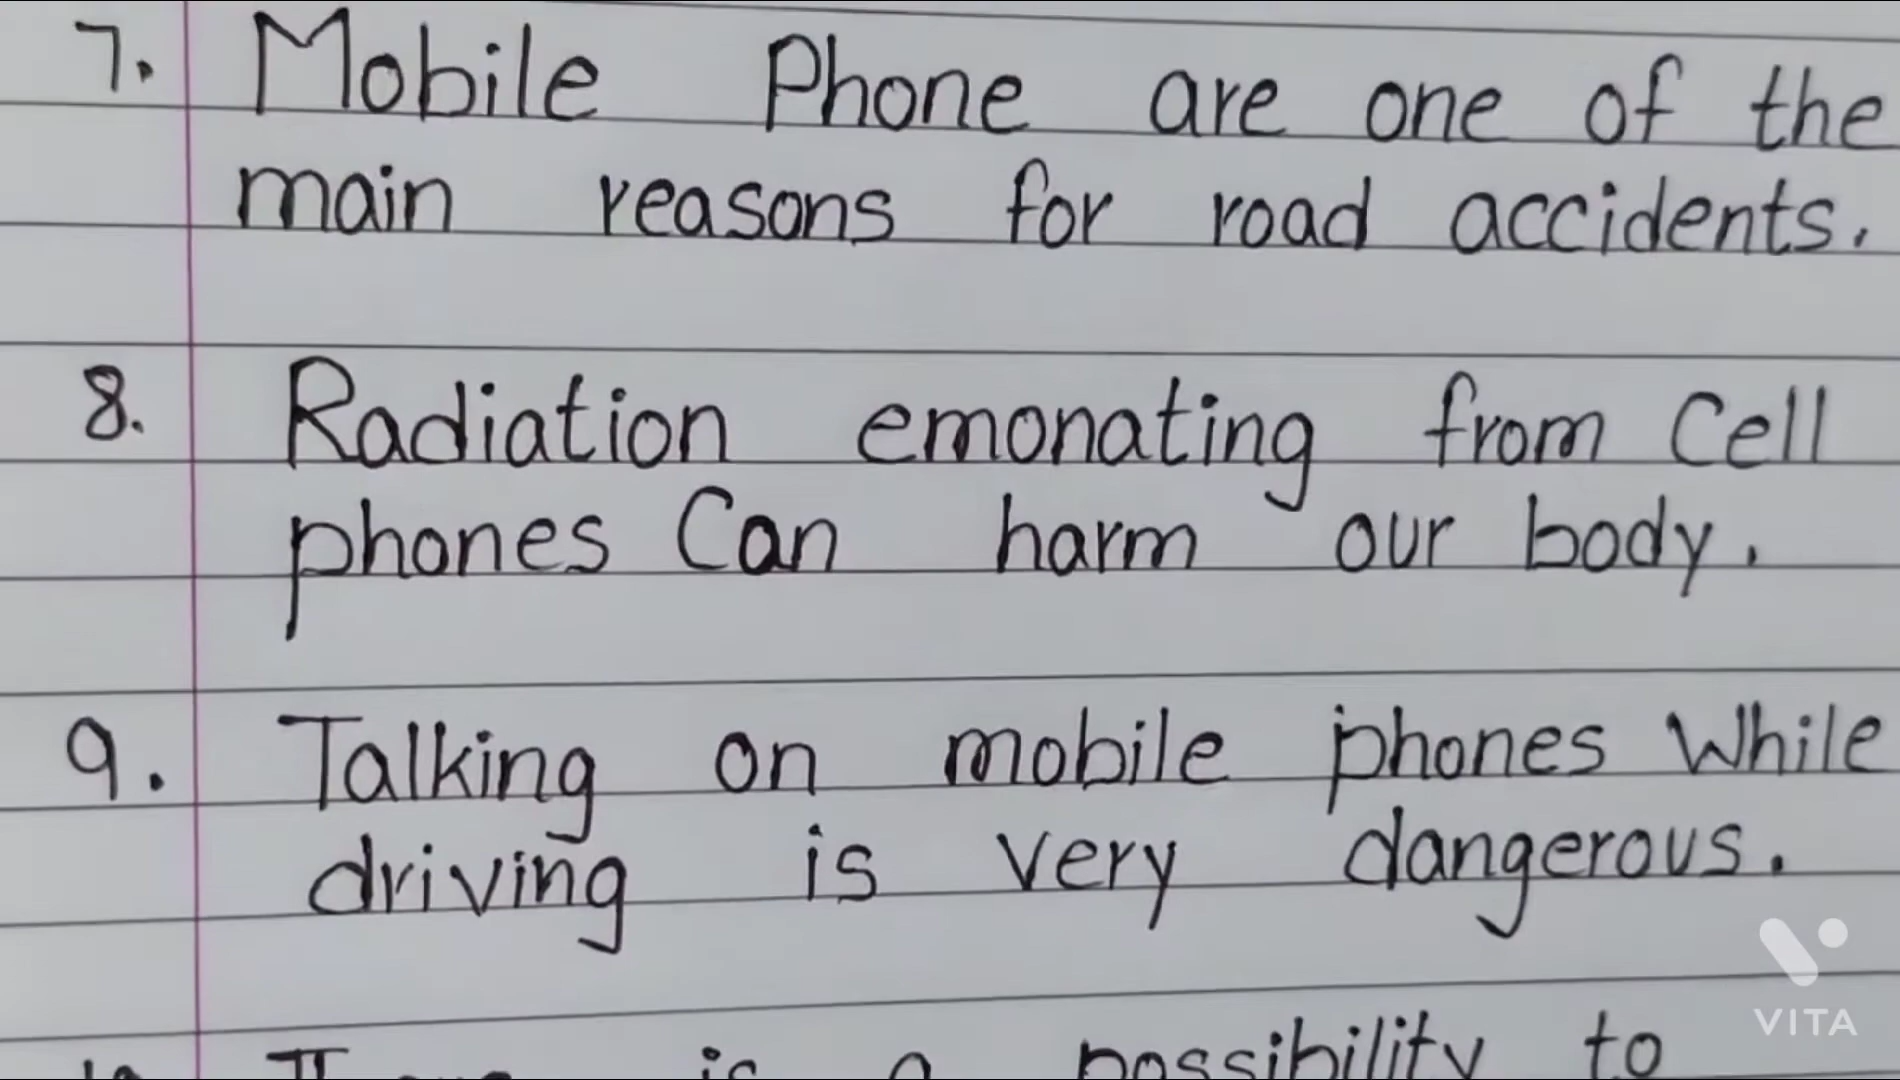 7. Mobile Phone are one of the
main reasons for road accidents.
8. Radiation emonating from Cell
phones Can harm our body.
9. Talking on mobile phones While
driving is very dangerous.
is a possibility to
VITA